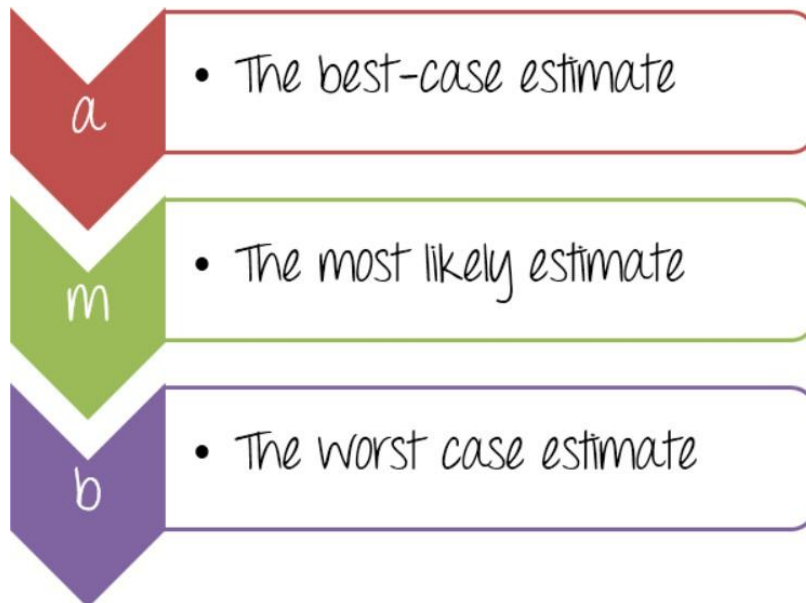 a
• The best-case estimate
m
• The most likely estimate
b
• The worst case estimate